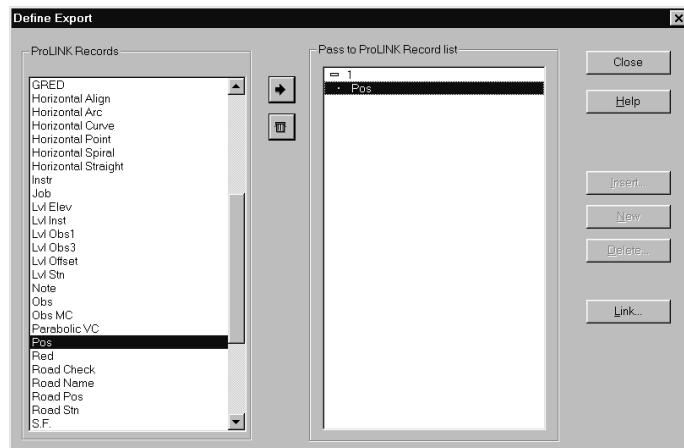 Define Export
ProLINK Records
GRED
Horizontal Align
Horizontal Arc
Horizontal Curve
Horizontal Point
Horizontal Spiral
Horizontal Straight
Instr
Job
Lvl Elev
Lvl Inst
Lvl Obs1
Lvl Obs3
Lvl Offset
Lvl Stn
Note
Obs
Obs MC
Parabolic VC
Pos
Red
Road Check
Road Name
Road Pos
Road Stn
S.F.
Pass to ProLINK Record list
1
Pos
Close
Help
Insert...
New
Delete...
Link...